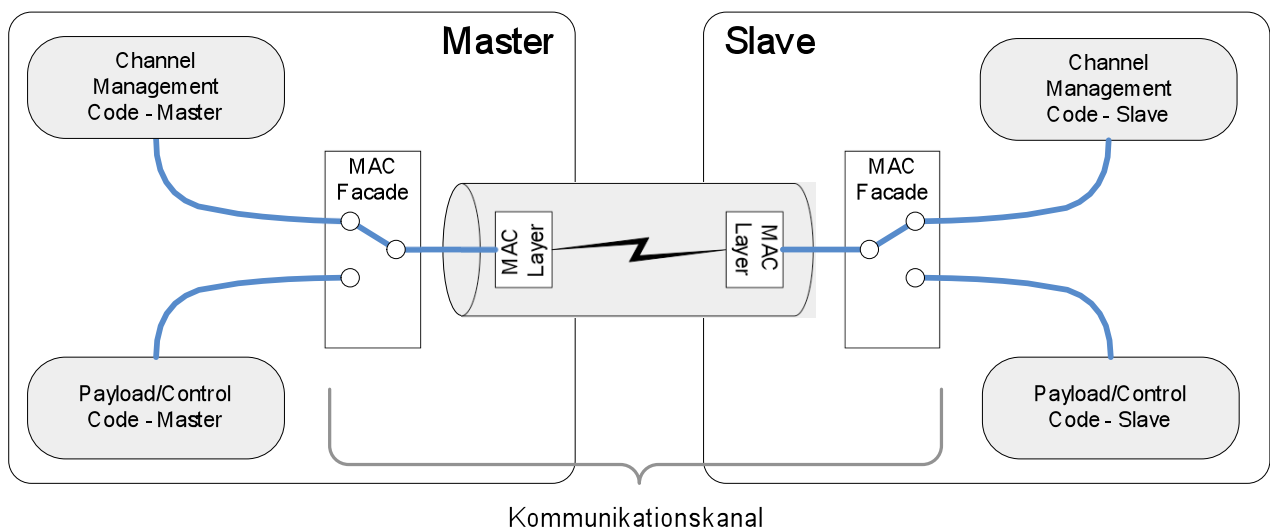 Master
Channel
Management
Code - Master
MAC
Facade
MAC
Layer
Payload/Control
Code - Master
Slave
Channel
Management
Code - Slave
MAC
Facade
MAC
Layer
Payload/Control
Code - Slave
Kommunikationskanal